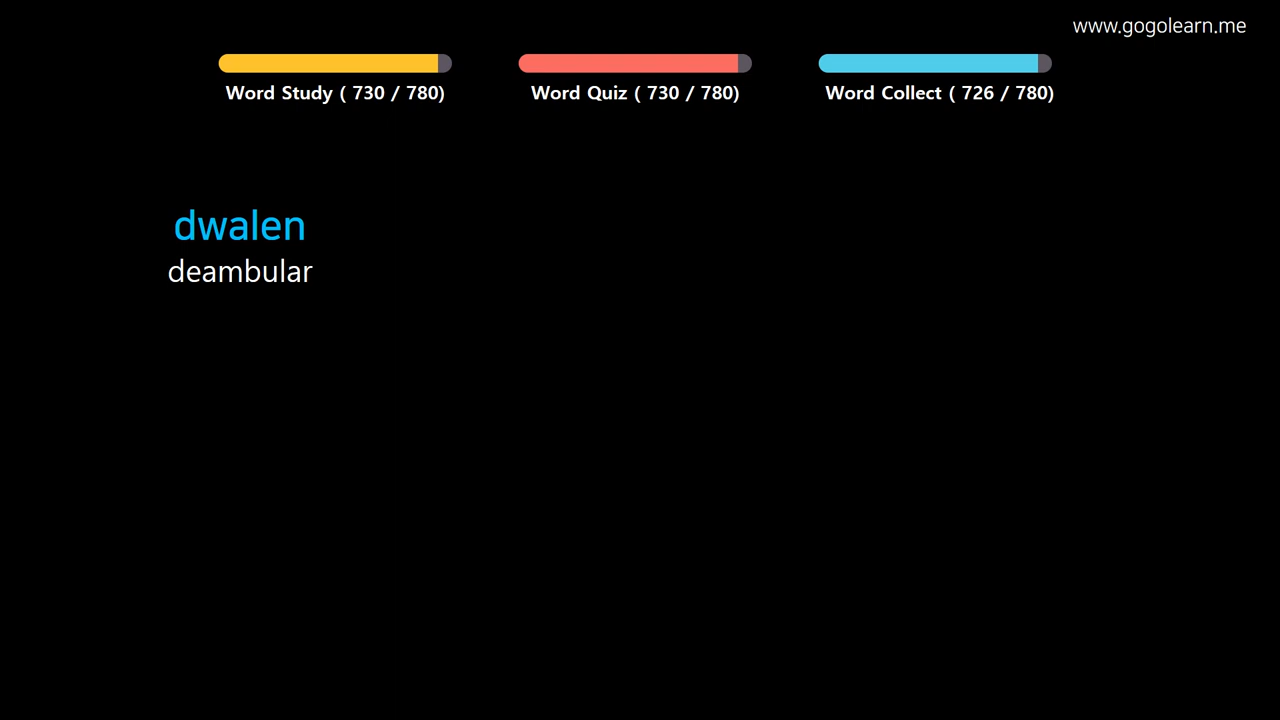 www.gogolearn.me
Word Study ( 730 / 780)
Word Quiz ( 730 / 780)
Word Collect ( 726 / 780)
dwalen
deambular